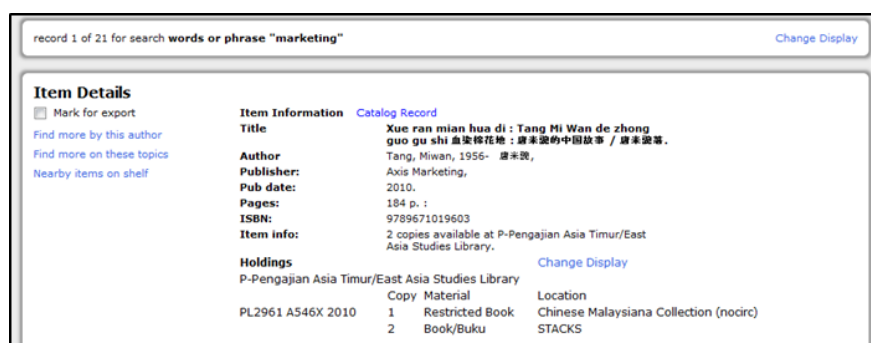 record 1 of 21 for search words or phrase "marketing"
Change Display
Item Details
Mark for export
Find more by this author
Find more on these topics
Nearby items on shelf
Item Information Catalog Record
Title Xue ran mian hua di : Tang Mi Wan de zhong
guo gu shi 血染棉花地 : 唐米豌的中国故事 / 唐米豌著.
Author Tang, Miwan, 1956- 唐米豌,
Publisher: Axis Marketing,
Pub date: 2010.
Pages: 184 p. :
ISBN: 9789671019603
Item info: 2 copies available at P-Pengajian Asia Timur/East
Asia Studies Library.
Holdings Change Display
P-Pengajian Asia Timur/East Asia Studies Library
Copy Material Location
PL2961 A546X 2010 1 Restricted Book Chinese Malaysiana Collection (nocirc)
2 Book/Buku STACKS